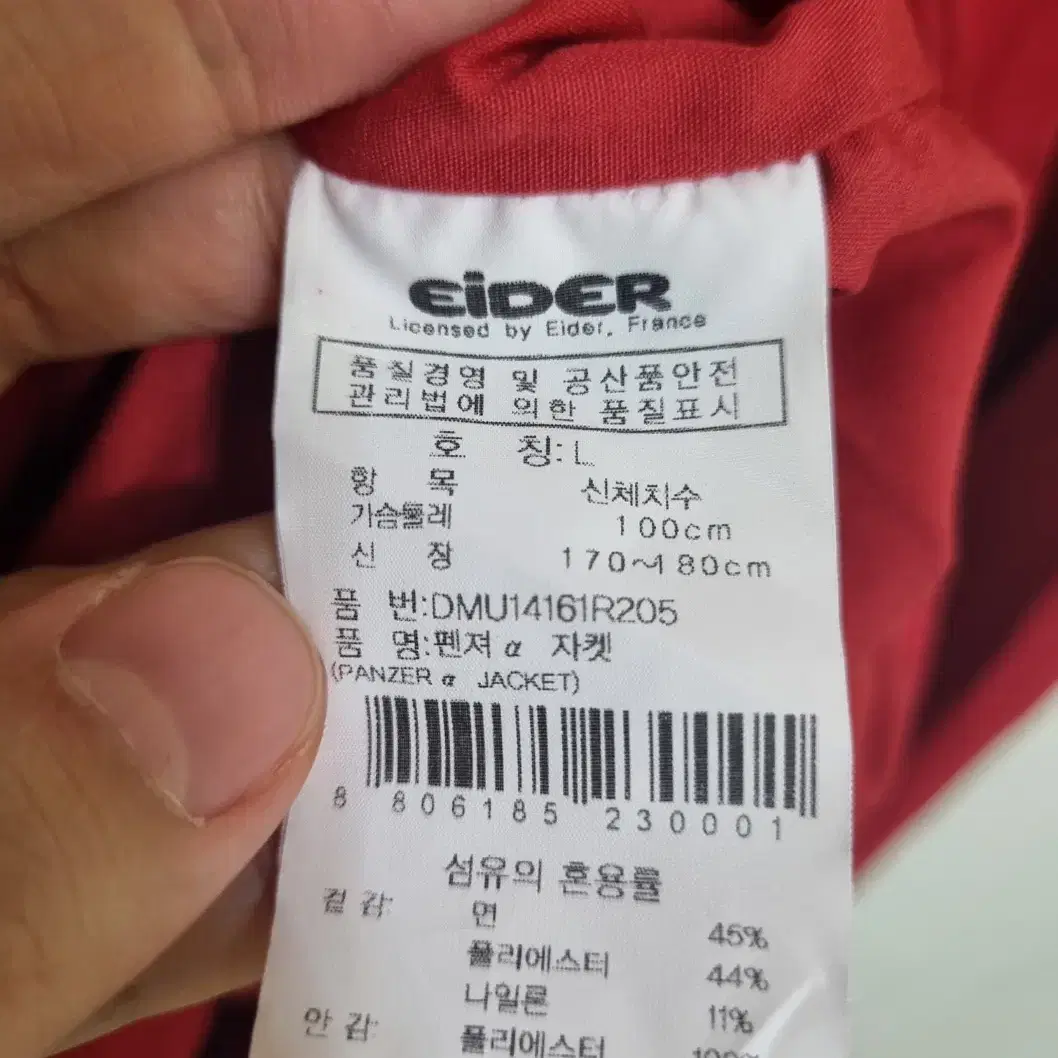 EiDER
Licensed by Eider, France
품질경영 및 공산품안전
관리법에 의한 품질표시
호 칭:L
항 목 신체치수
가슴둘레 100cm
신 장 170~180cm
품 번:DMU14161R205
품 명:펜져 α 자켓
(PANZER α JACKET)
8 806185 230001
섬유의 혼용률
겉 감: 면 45%
폴리에스터 44%
나일론 11%
안 감: 폴리에스터 100%